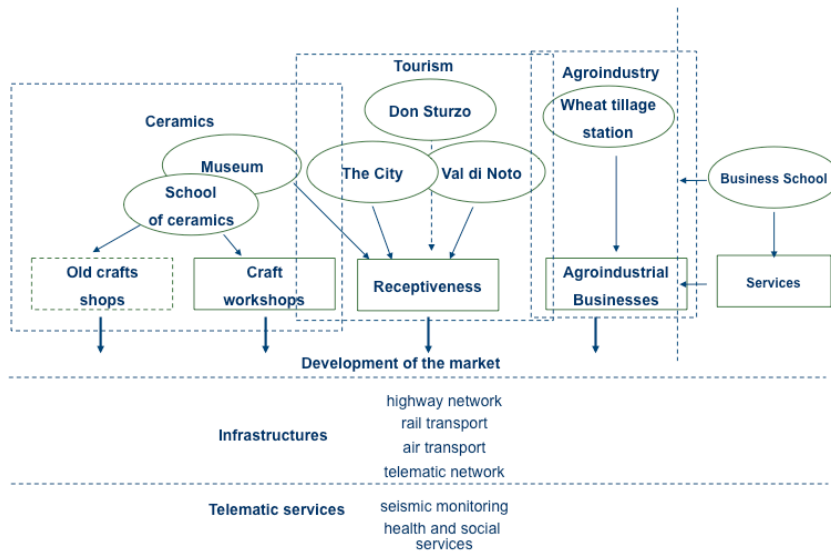 Tourism
Agroindustry
Don Sturzo
Wheat tillage
station
Ceramics
Museum
The City
Val di Noto
Business School
School
of ceramics
Old crafts
shops
Craft
workshops
Receptiveness
Agroindustrial
Businesses
Services
Development of the market
Infrastructures
highway network
rail transport
air transport
telematic network
Telematic services
seismic monitoring
health and social
services